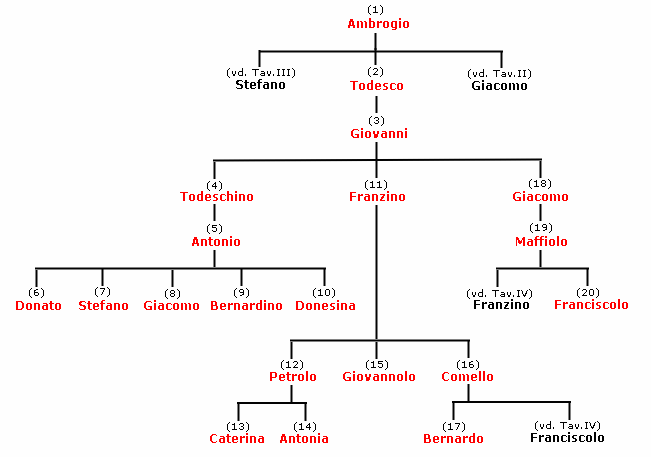 (1)
Ambrogio
(vd. Tav.III) (2) (vd. Tav.II)
Stefano Todesco Giacomo
(3)
Giovanni
(4) (11) (18)
Todeschino Franzino Giacomo
(5) (19)
Antonio Maffiolo
(6) (7) (8) (9) (10) (vd. Tav.IV) (20)
Donato Stefano Giacomo Bernardino Donesina Franzino Franciscolo
(12) (15) (16)
Petrolo Giovannolo Comello
(13) (14) (17) (vd. Tav.IV)
Caterina Antonia Bernardo Franciscolo